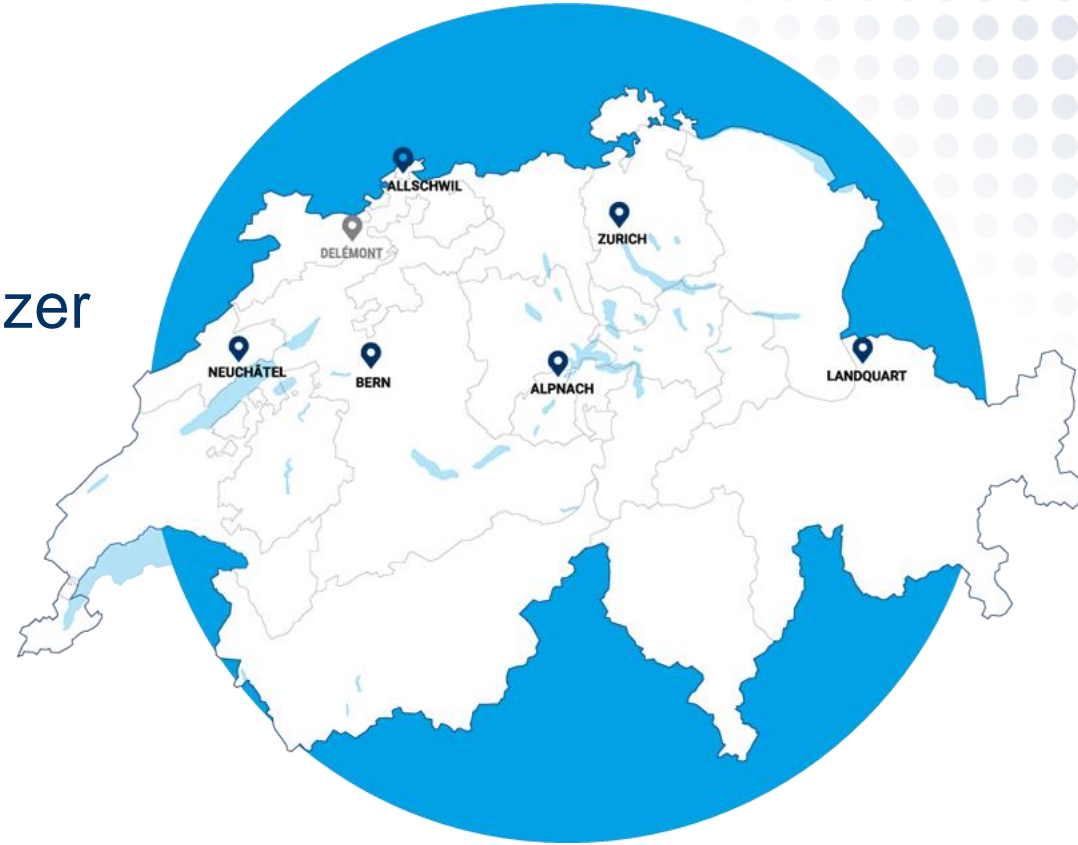 ALLSCHWIL
ZURICH
DELÉMONT
zer
NEUCHÂTEL
BERN
ALPNACH
LANDQUART